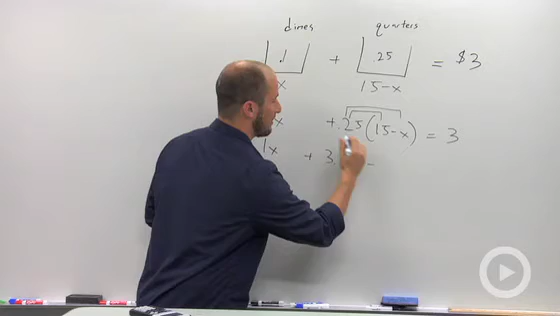 dimes quarters
.1 + .25 = $3
x 15-x
x + .25(15-x) = 3
1x + 3. -